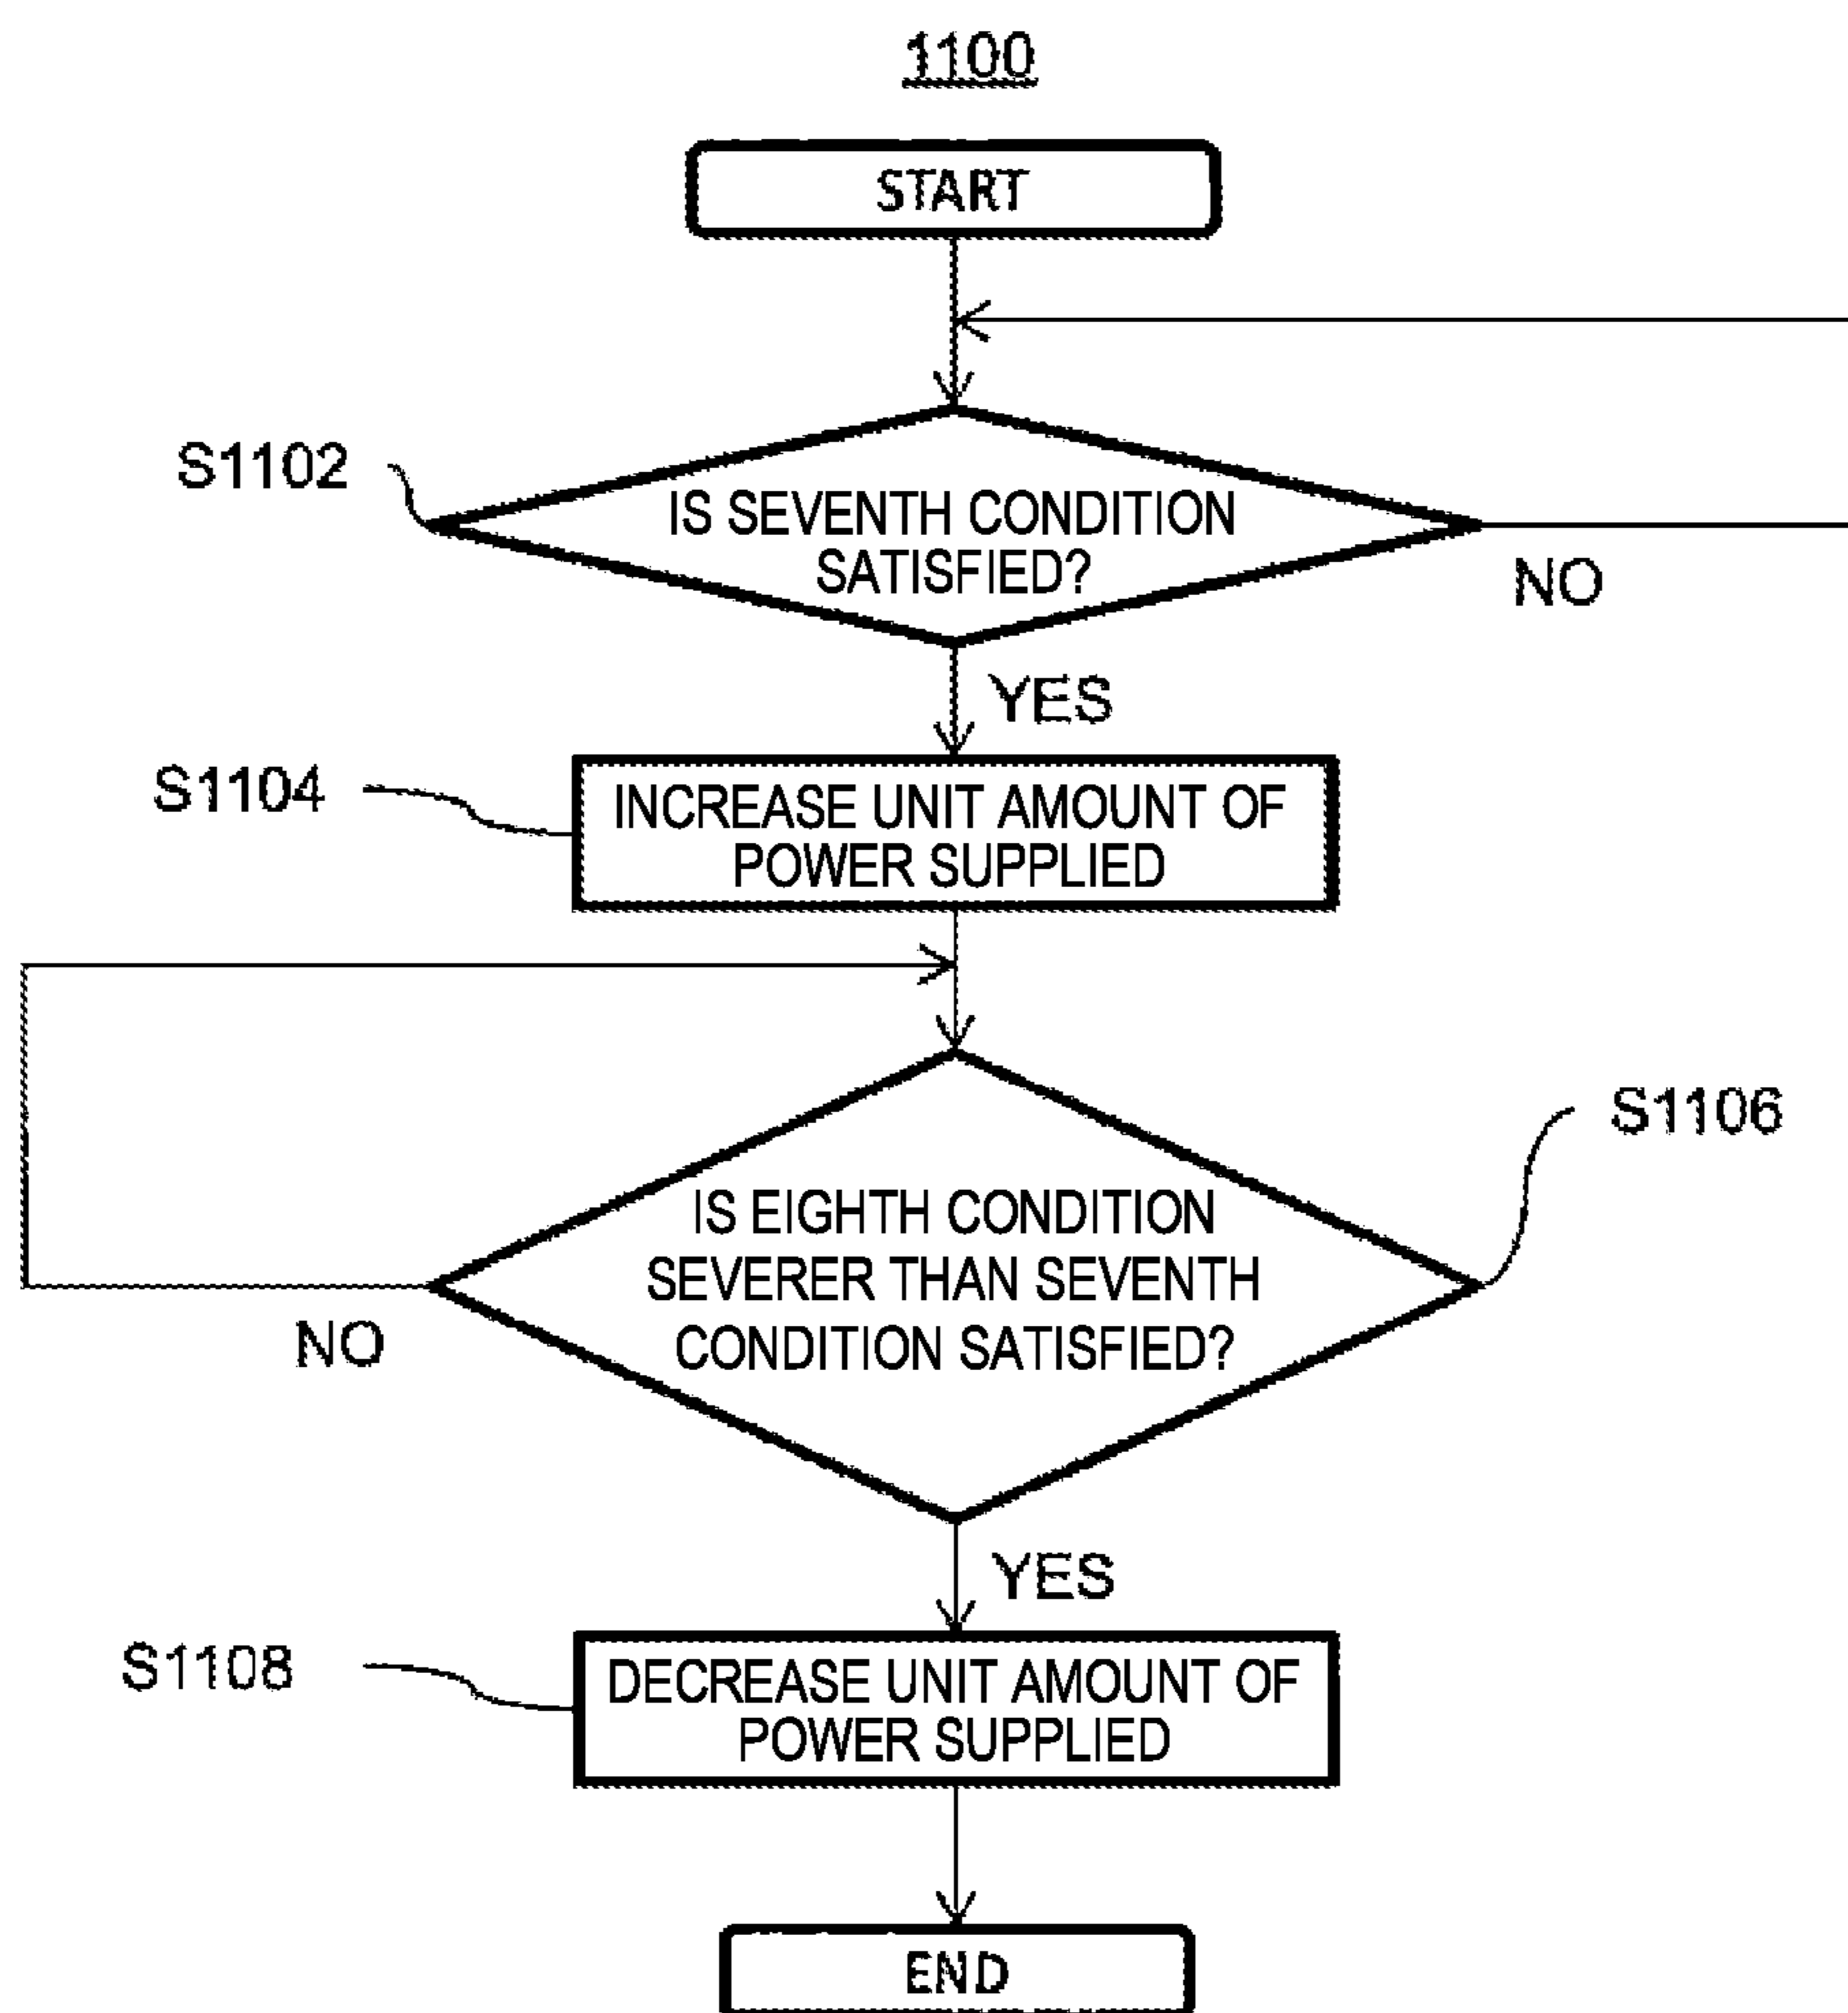 1100
START
S1102
IS SEVENTH CONDITION
SATISFIED?
NO
YES
S1104
INCREASE UNIT AMOUNT OF
POWER SUPPLIED
S1106
IS EIGHTH CONDITION
SEVERER THAN SEVENTH
CONDITION SATISFIED?
NO
YES
S1108
DECREASE UNIT AMOUNT OF
POWER SUPPLIED
END